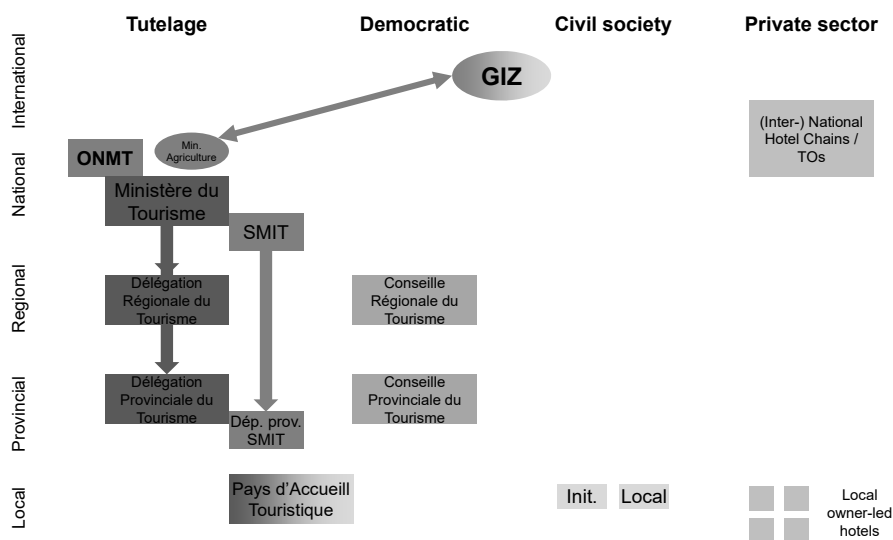 Tutelage
Democratic
Civil society
Private sector
International
GIZ
(Inter-) National
Hotel Chains /
TOs
National
ONMT
Min.
Agriculture
Ministère du
Tourisme
SMIT
Regional
Délégation
Régionale du
Tourisme
Conseille
Régionale du
Tourisme
Provincial
Délégation
Provinciale du
Tourisme
Dép. prov.
SMIT
Conseille
Provinciale du
Tourisme
Local
Pays d’Accueill
Touristique
Init.
Local
Local
owner-led
hotels